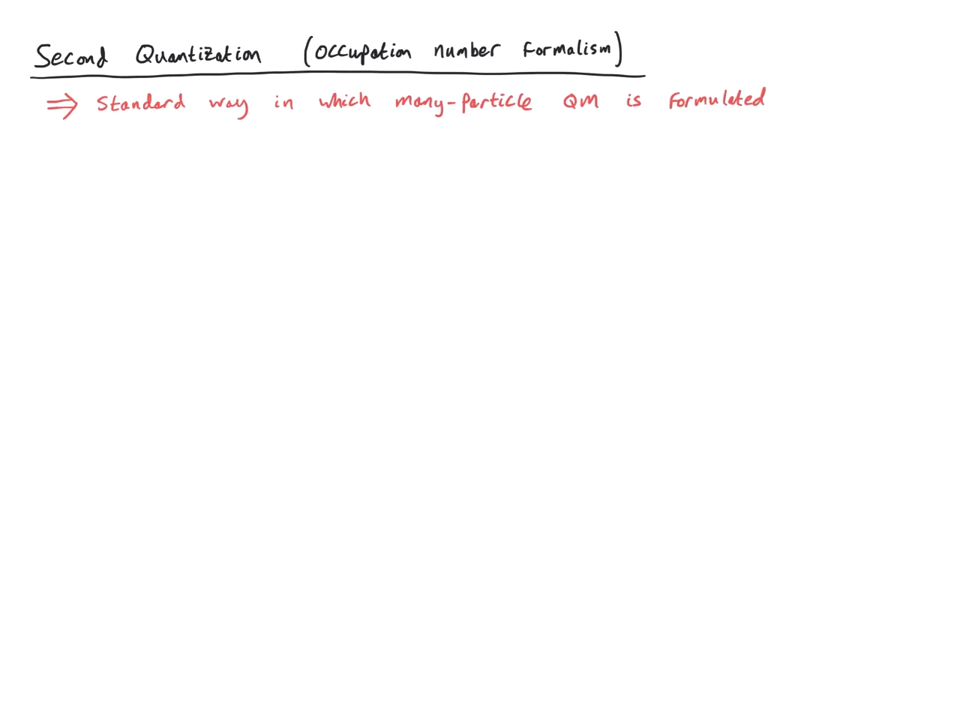 Second Quantization (Occupation number formalism)
⇒ Standard way in which many-particle QM is formulated